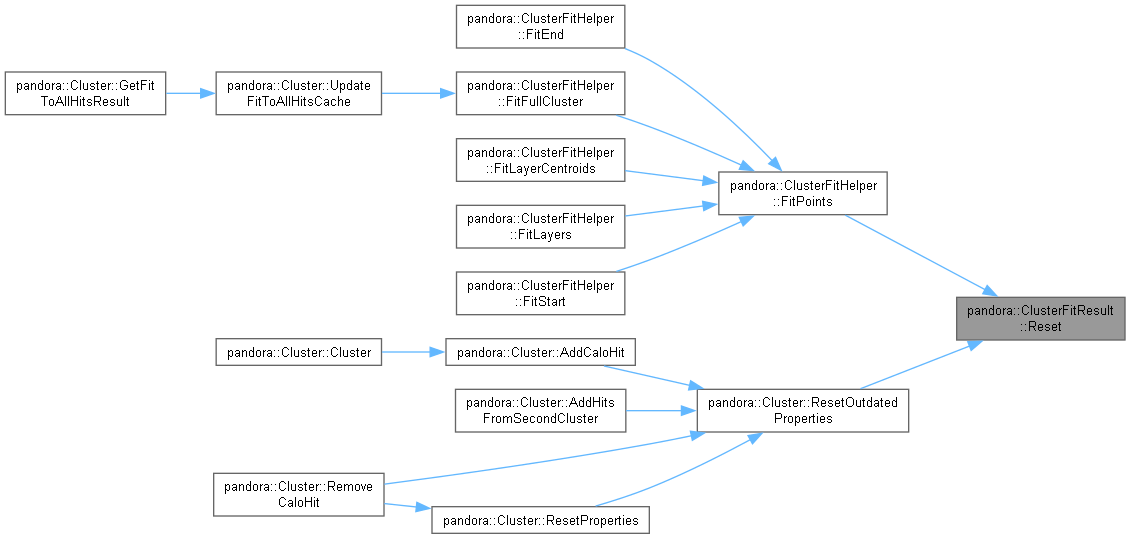 pandora::ClusterFitHelper
::FitEnd
pandora::Cluster::GetFit
ToAllHitsResult
pandora::Cluster::Update
FitToAllHitsCache
pandora::ClusterFitHelper
::FitFullCluster
pandora::ClusterFitHelper
::FitLayerCentroids
pandora::ClusterFitHelper
::FitPoints
pandora::ClusterFitHelper
::FitLayers
pandora::ClusterFitHelper
::FitStart
pandora::ClusterFitResult
::Reset
pandora::Cluster::Cluster
pandora::Cluster::AddCaloHit
pandora::Cluster::AddHits
FromSecondCluster
pandora::Cluster::ResetOutdated
Properties
pandora::Cluster::Remove
CaloHit
pandora::Cluster::ResetProperties